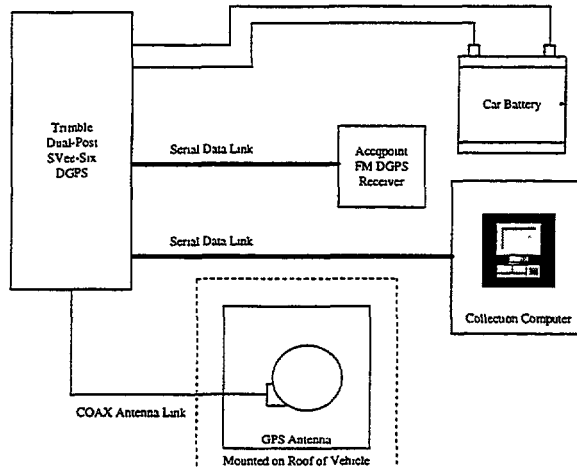 Trimble
Dual-Post
SVee-Six
DGPS
Car Battery
Serial Data Link
Accqpoint
FM DGPS
Receiver
Serial Data Link
Collection Computer
COAX Antenna Link
GPS Antenna
Mounted on Roof of Vehicle